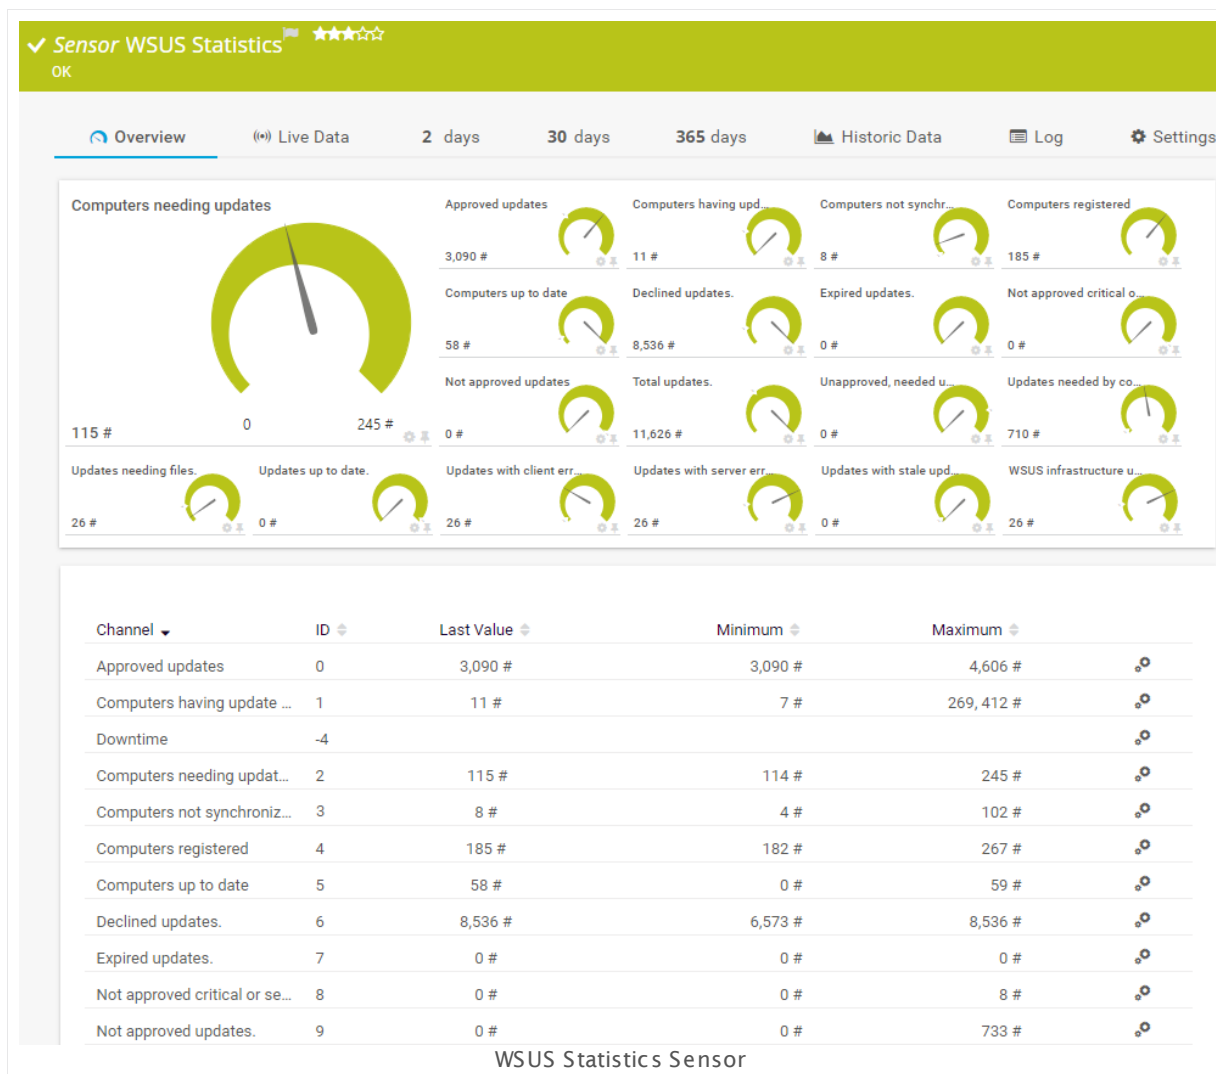 Sensor WSUS Statistics
OK
Overview Live Data 2 days 30 days 365 days Historic Data Log Settings
Computers needing updates
115 #
0
245 #
Approved updates
3,090 #
Computers having upd...
11 #
Computers not synchr...
8 #
Computers registered
185 #
Computers up to date
58 #
Declined updates.
8,536 #
Expired updates.
0 #
Not approved critical o...
0 #
Not approved updates
0 #
Total updates.
11,626 #
Unapproved, needed u...
0 #
Updates needed by co...
710 #
Updates needing files.
26 #
Updates up to date.
0 #
Updates with client err...
26 #
Updates with server err...
26 #
Updates with stale upd...
0 #
WSUS infrastructure u...
26 #
Channel ID Last Value Minimum Maximum
Approved updates 0 3,090 # 3,090 # 4,606 #
Computers having update ... 1 11 # 7 # 269, 412 #
Downtime -4
Computers needing updat... 2 115 # 114 # 245 #
Computers not synchroniz... 3 8 # 4 # 102 #
Computers registered 4 185 # 182 # 267 #
Computers up to date 5 58 # 0 # 59 #
Declined updates. 6 8,536 # 6,573 # 8,536 #
Expired updates. 7 0 # 0 # 0 #
Not approved critical or se... 8 0 # 0 # 8 #
Not approved updates. 9 0 # 0 # 733 #
WSUS Statistics Sensor